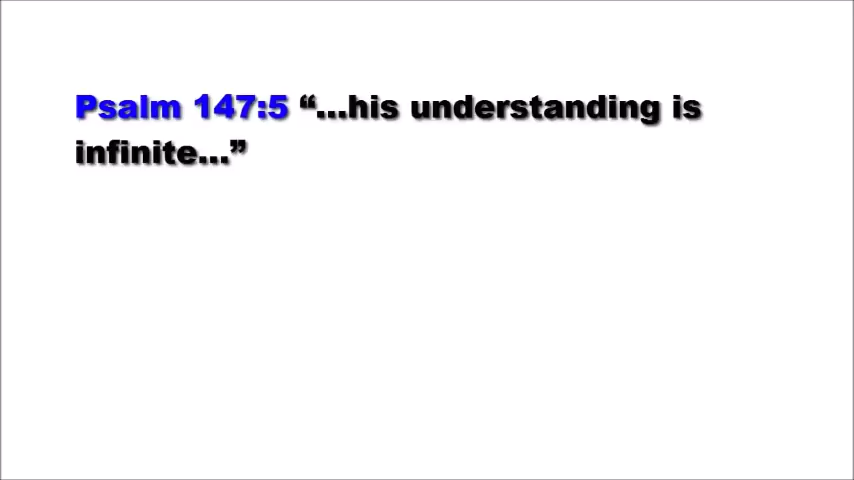 Psalm 147:5 “...his understanding is
infinite...”